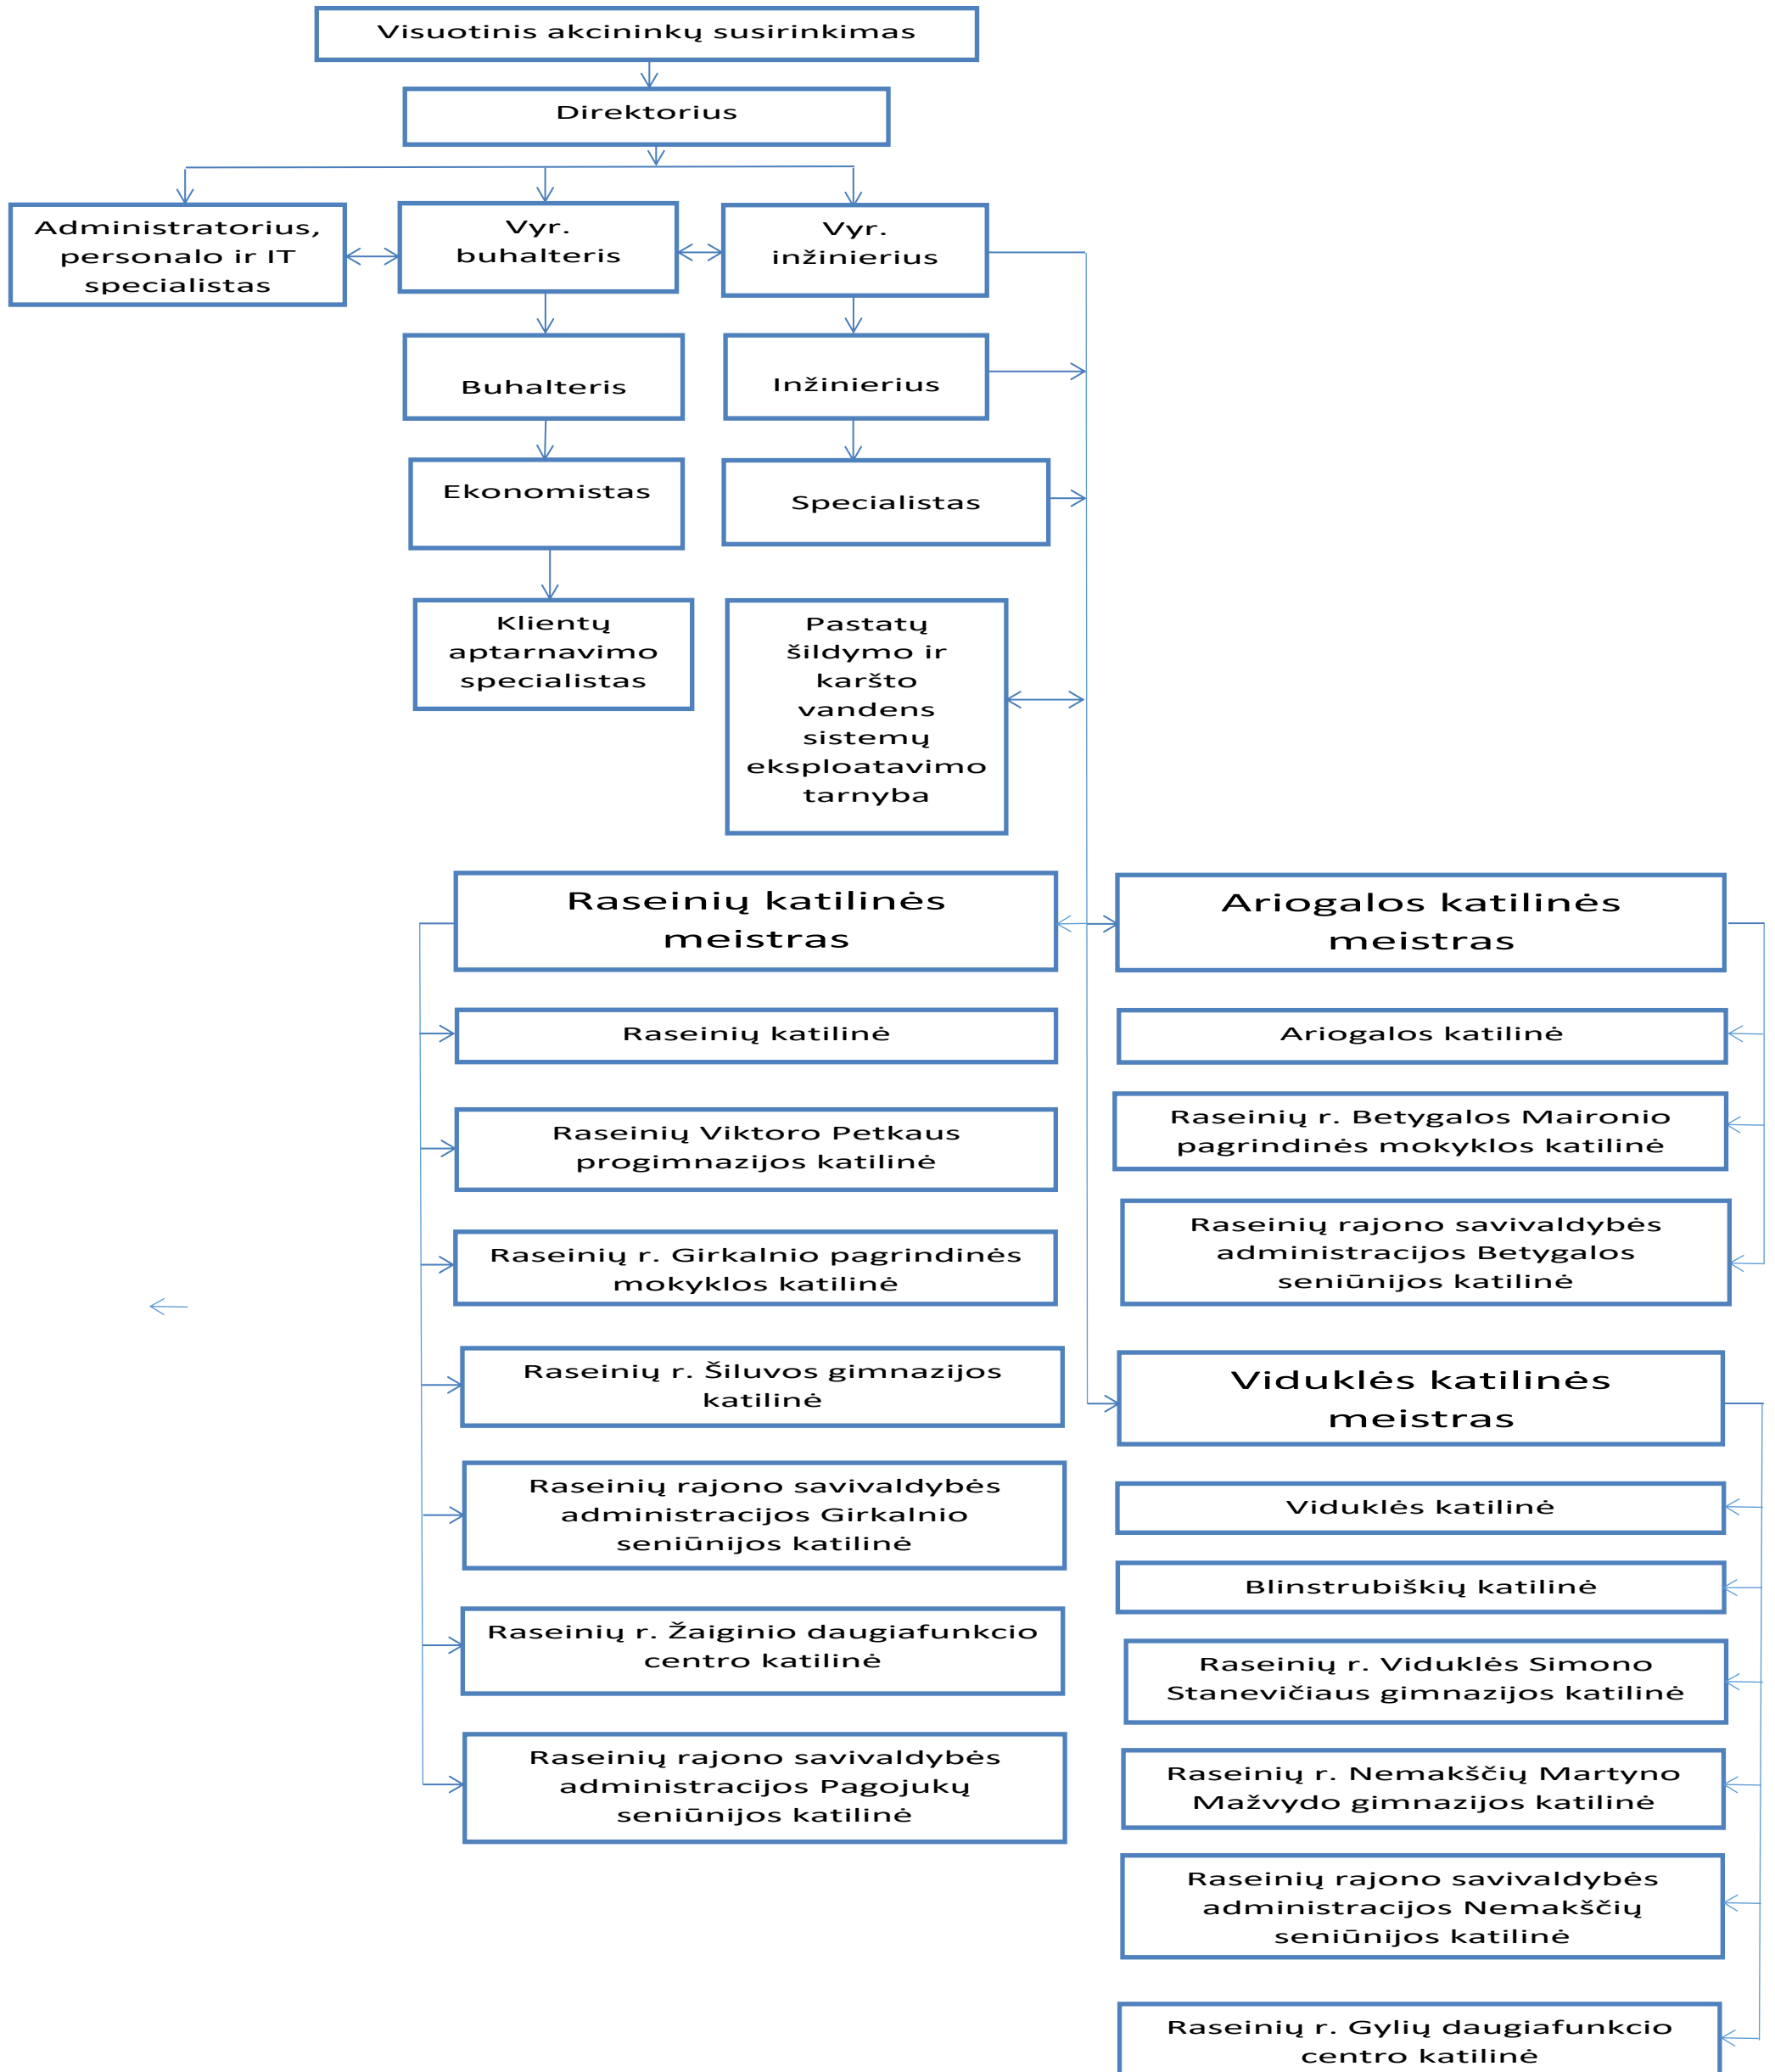 Visuotinis akcininkų susirinkimas
Direktorius
Administratorius,
personalo ir IT
specialistas
Vyr.
buhalteris
Vyr.
inžinierius
Buhalteris
Inžinierius
Ekonomistas
Specialistas
Klientų
aptarnavimo
specialistas
Pastatų
šildymo ir
karšto
vandens
sistemų
eksploatavimo
tarnyba
Raseinių katilinės
meistras
Raseinių katilinė
Raseinių Viktoro Petkaus
progimnazijos katilinė
Raseinių r. Girkalnio pagrindinės
mokyklos katilinė
Raseinių r. Šiluvos gimnazijos
katilinė
Raseinių rajono savivaldybės
administracijos Girkalnio
seniūnijos katilinė
Raseinių r. Žaiginio daugiafunkcio
centro katilinė
Raseinių rajono savivaldybės
administracijos Pagojukų
seniūnijos katilinė
Ariogalos katilinės
meistras
Ariogalos katilinė
Raseinių r. Betygalos Maironio
pagrindinės mokyklos katilinė
Raseinių rajono savivaldybės
administracijos Betygalos
seniūnijos katilinė
Viduklės katilinės
meistras
Viduklės katilinė
Blinstrubiškių katilinė
Raseinių r. Viduklės Simono
Stanevičiaus gimnazijos katilinė
Raseinių r. Nemakščių Martyno
Mažvydo gimnazijos katilinė
Raseinių rajono savivaldybės
administracijos Nemakščių
seniūnijos katilinė
Raseinių r. Gylių daugiafunkcio
centro katilinė